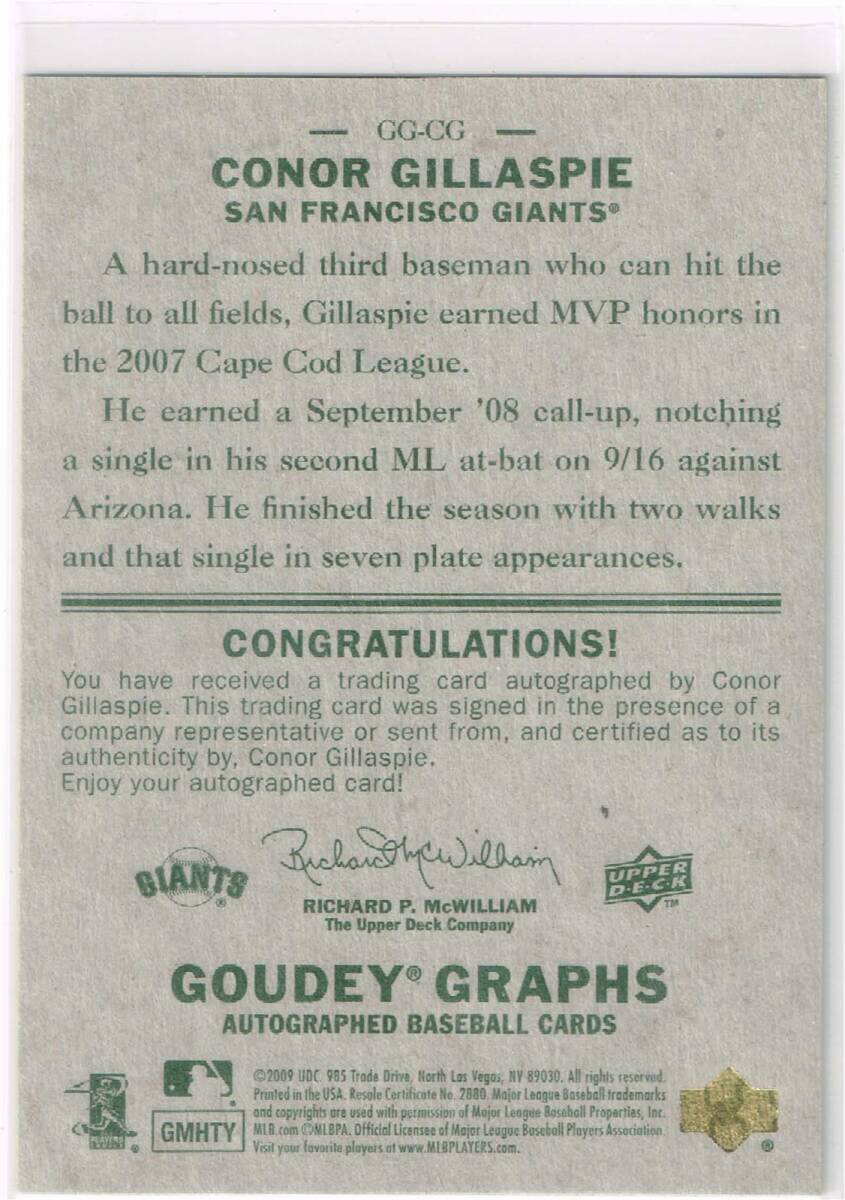 — GG-CG —
CONOR GILLASPIE
SAN FRANCISCO GIANTS®
A hard-nosed third baseman who can hit the
ball to all fields, Gillaspie earned MVP honors in
the 2007 Cape Cod League.
He earned a September '08 call-up, notching
a single in his second ML at-bat on 9/16 against
Arizona. He finished the season with two walks
and that single in seven plate appearances.
CONGRATULATIONS!
You have received a trading card autographed by Conor
Gillaspie. This trading card was signed in the presence of a
company representative or sent from, and certified as to its
authenticity by, Conor Gillaspie.
Enjoy your autographed card!
GIANTS®
Richard McWilliam
UPPER
D·E·C·K
TM
RICHARD P. McWILLIAM
The Upper Deck Company
GOUDEY® GRAPHS
AUTOGRAPHED BASEBALL CARDS
GMHTY
©2009 UDC 985 Trade Drive, North Las Vegas, NV 89030. All rights reserved.
Printed in the USA. Resale Certificate No. 2880. Major League Baseball trademarks
and copyrights are used with permission of Major League Baseball Properties, Inc.
MLB.com ©MLBPA. Official Licensee of Major League Baseball Players Association.
Visit your favorite players at www.MLBPLAYERS.com.